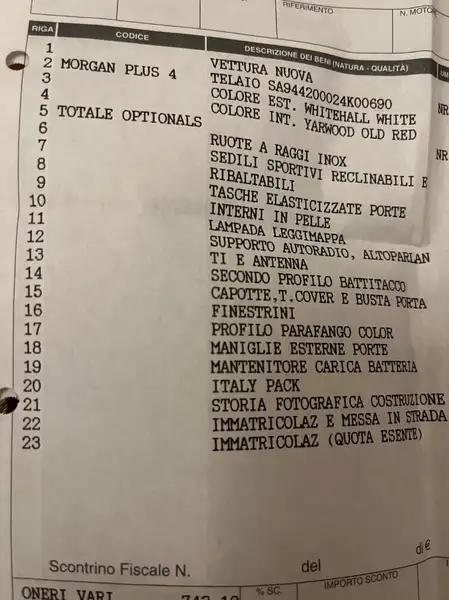 RIFERIMENTO
N. MOTO
RIGA CODICE DESCRIZIONE DEI BENI (NATURA - QUALITÀ) UM
1
2 MORGAN PLUS 4 VETTURA NUOVA
3 TELAIO SA944200024K00690
4 COLORE EST. WHITEHALL WHITE NR
5 TOTALE OPTIONALS COLORE INT. YARWOOD OLD RED
6 RUOTE A RAGGI INOX NR
7 SEDILI SPORTIVI RECLINABILI E
8 RIBALTABILI
9 TASCHE ELASTICIZZATE PORTE
10 INTERNI IN PELLE
11 LAMPADA LEGGIMAPPA
12 SUPPORTO AUTORADIO, ALTOPARLAN
13 TI E ANTENNA
14 SECONDO PROFILO BATTITACCO
15 CAPOTTE,T.COVER E BUSTA PORTA
16 FINESTRINI
17 PROFILO PARAFANGO COLOR
18 MANIGLIE ESTERNE PORTE
19 MANTENITORE CARICA BATTERIA
20 ITALY PACK
21 STORIA FOTOGRAFICA COSTRUZIONE
22 IMMATRICOLAZ E MESSA IN STRADA
23 IMMATRICOLAZ (QUOTA ESENTE)
Scontrino Fiscale N. del di €
ONERI VARI % SC. IMPORTO SCONTO